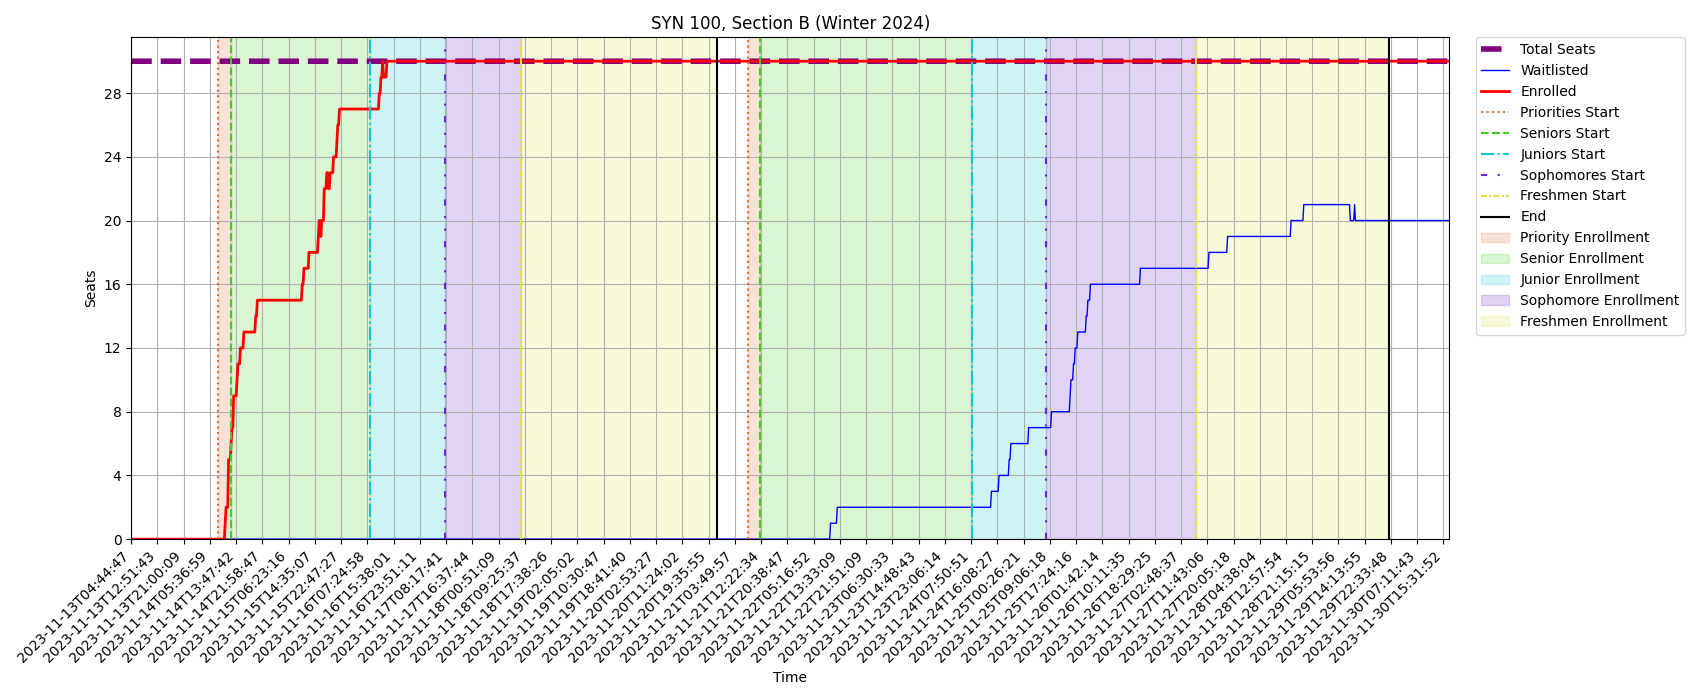 SYN 100, Section B (Winter 2024)
Seats
28
24
20
16
12
8
4
0
2023-11-13T04:44:47
2023-11-13T12:51:43
2023-11-13T21:00:09
2023-11-14T05:36:59
2023-11-14T13:47:42
2023-11-14T21:58:47
2023-11-15T06:23:16
2023-11-15T14:35:07
2023-11-15T22:47:27
2023-11-16T07:24:58
2023-11-16T15:38:01
2023-11-16T23:51:11
2023-11-17T08:17:41
2023-11-17T16:37:44
2023-11-18T00:51:09
2023-11-18T09:25:37
2023-11-18T17:38:26
2023-11-19T02:05:02
2023-11-19T10:30:47
2023-11-19T18:41:40
2023-11-20T02:53:27
2023-11-20T11:24:02
2023-11-20T19:35:55
2023-11-21T03:49:57
2023-11-21T12:22:34
2023-11-21T20:38:47
2023-11-22T05:16:52
2023-11-22T13:33:09
2023-11-22T21:51:09
2023-11-23T06:30:33
2023-11-23T14:48:43
2023-11-23T23:06:14
2023-11-24T07:50:51
2023-11-24T16:08:27
2023-11-25T00:26:21
2023-11-25T09:06:18
2023-11-25T17:24:16
2023-11-26T01:42:14
2023-11-26T10:11:35
2023-11-26T18:29:25
2023-11-27T02:48:37
2023-11-27T11:43:06
2023-11-27T20:05:18
2023-11-28T04:38:04
2023-11-28T12:57:54
2023-11-28T21:15:15
2023-11-29T05:53:56
2023-11-29T14:13:55
2023-11-29T22:33:48
2023-11-30T07:11:43
2023-11-30T15:31:52
Time
Total Seats
Waitlisted
Enrolled
Priorities Start
Seniors Start
Juniors Start
Sophomores Start
Freshmen Start
End
Priority Enrollment
Senior Enrollment
Junior Enrollment
Sophomore Enrollment
Freshmen Enrollment